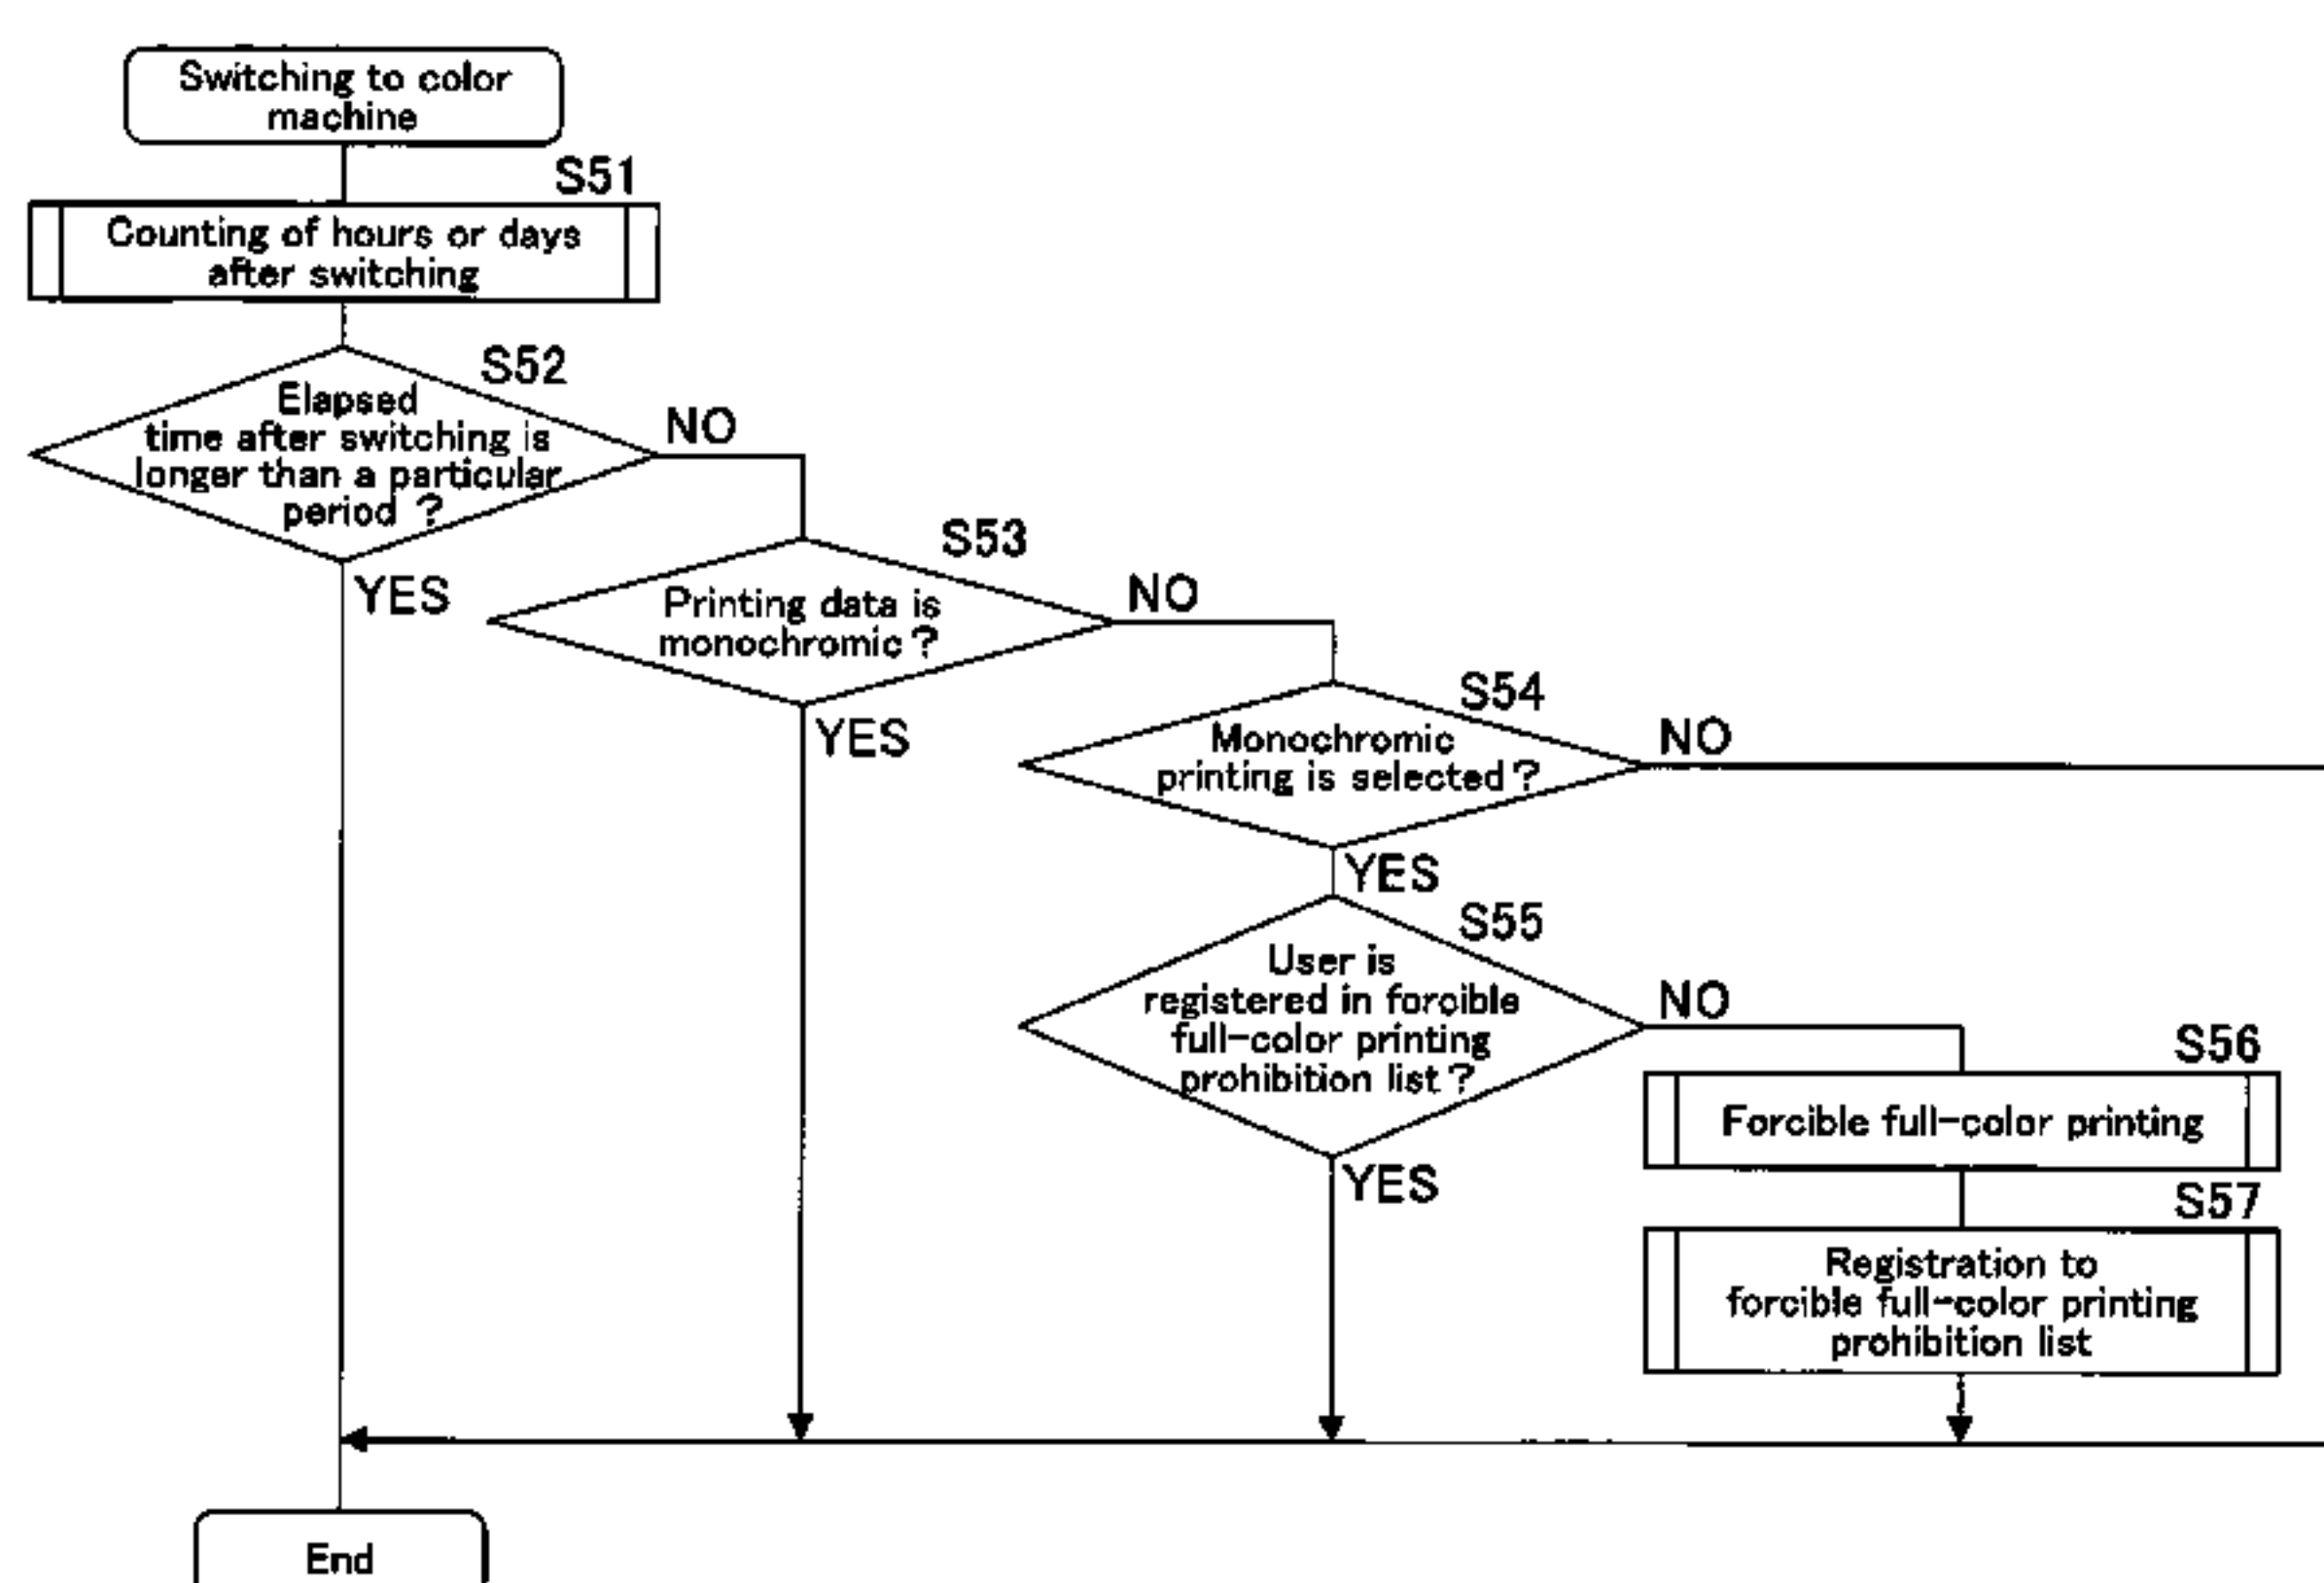 Switching to color
machine
S51
Counting of hours or days
after switching
S52
Elapsed
time after switching is
longer than a particular
period ?
NO
YES
S53
Printing data is
monochromic?
NO
YES
S54
Monochromic
printing is selected?
NO
YES
S55
User is
registered in forcible
full-color printing
prohibition list?
NO
YES
S56
Forcible full-color printing
S57
Registration to
forcible full-color printing
prohibition list
End